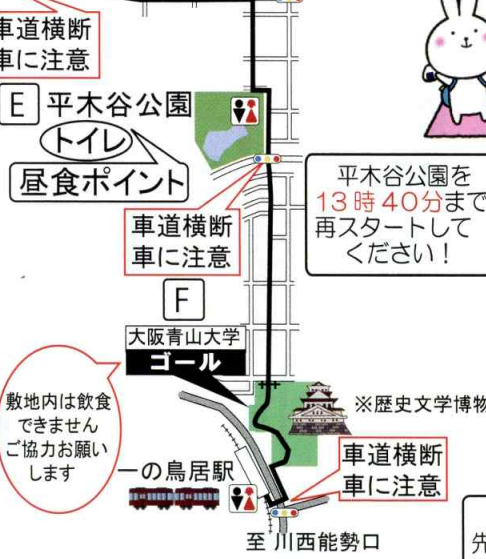 車道横断
車に注意
E 平木谷公園
トイレ
昼食ポイント
平木谷公園を
13時40分まで
再スタートして
ください！
車道横断
車に注意
F
大阪青山大学
ゴール
敷地内は飲食
できません
ご協力お願い
します
※歴史文学博物
一の鳥居駅
車道横断
車に注意
至 川西能勢口
先